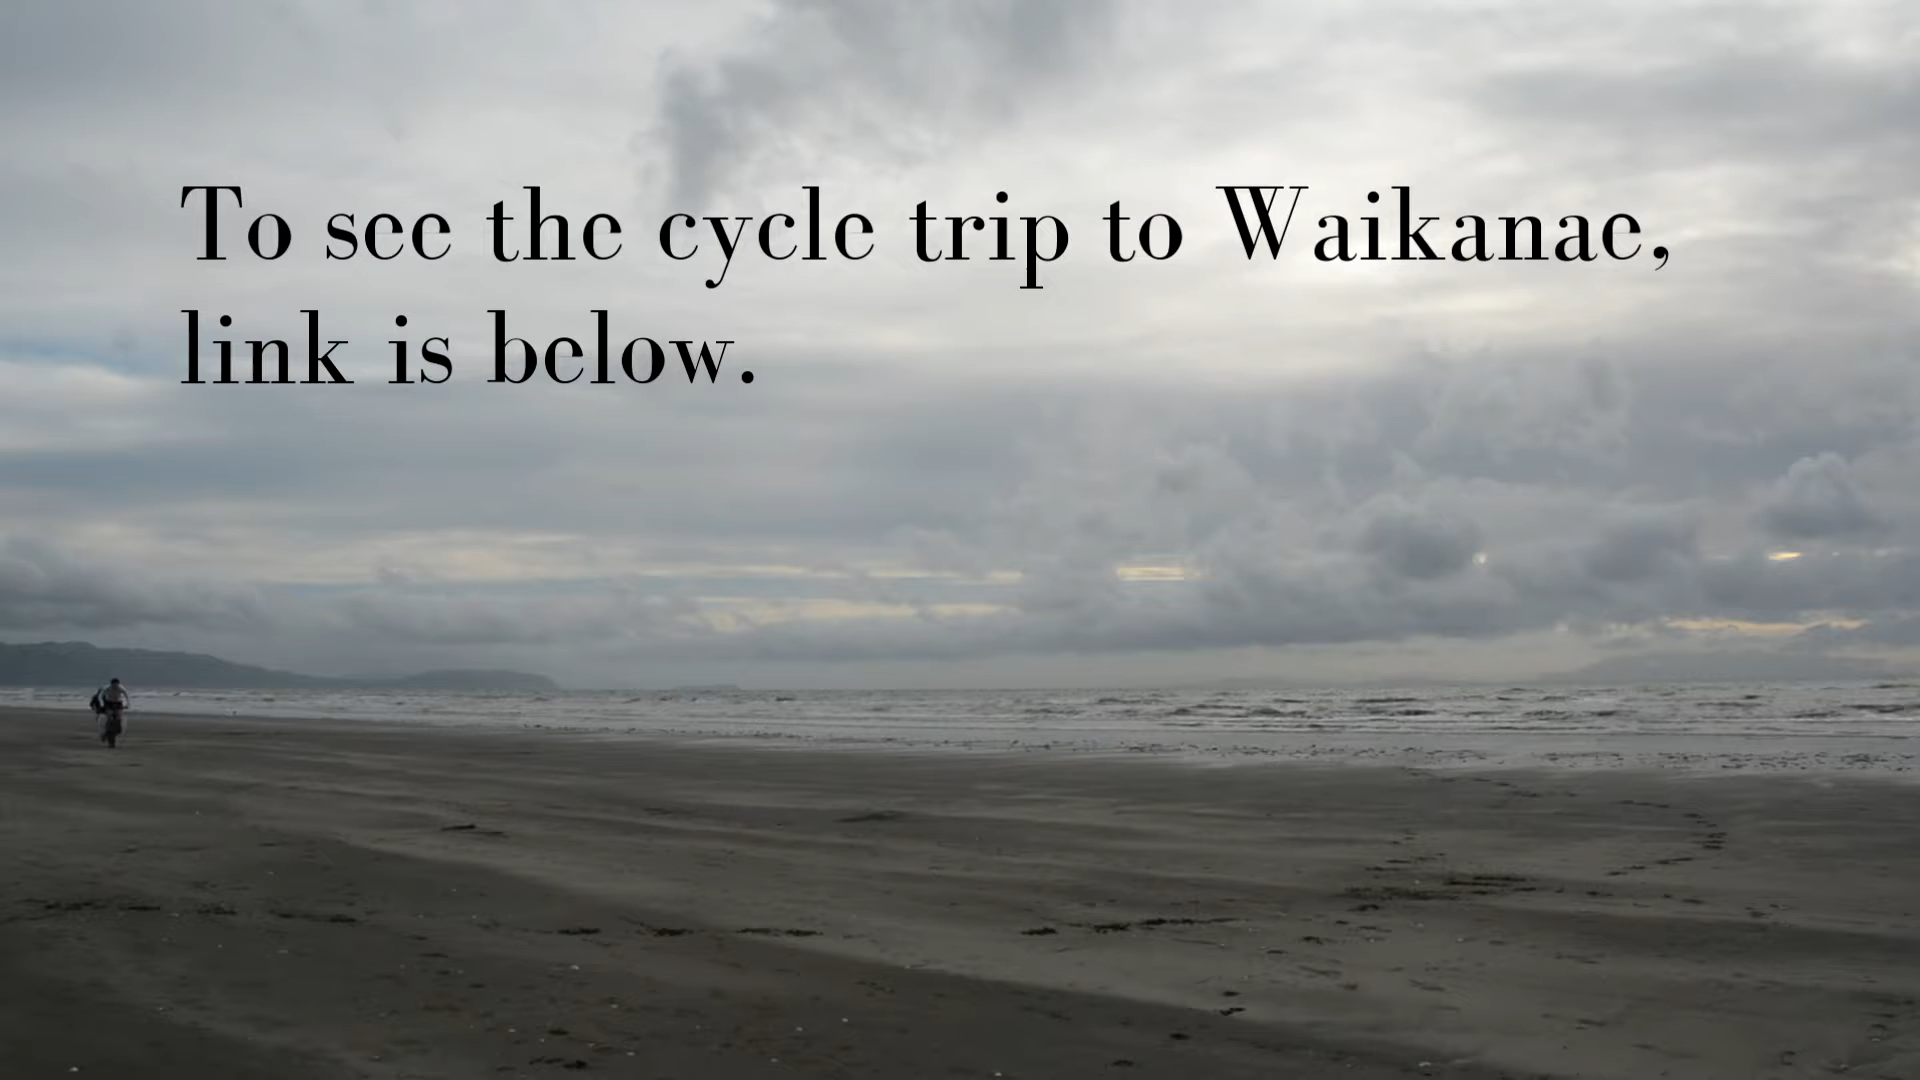 To see the cycle trip to Waikanae,
link is below.